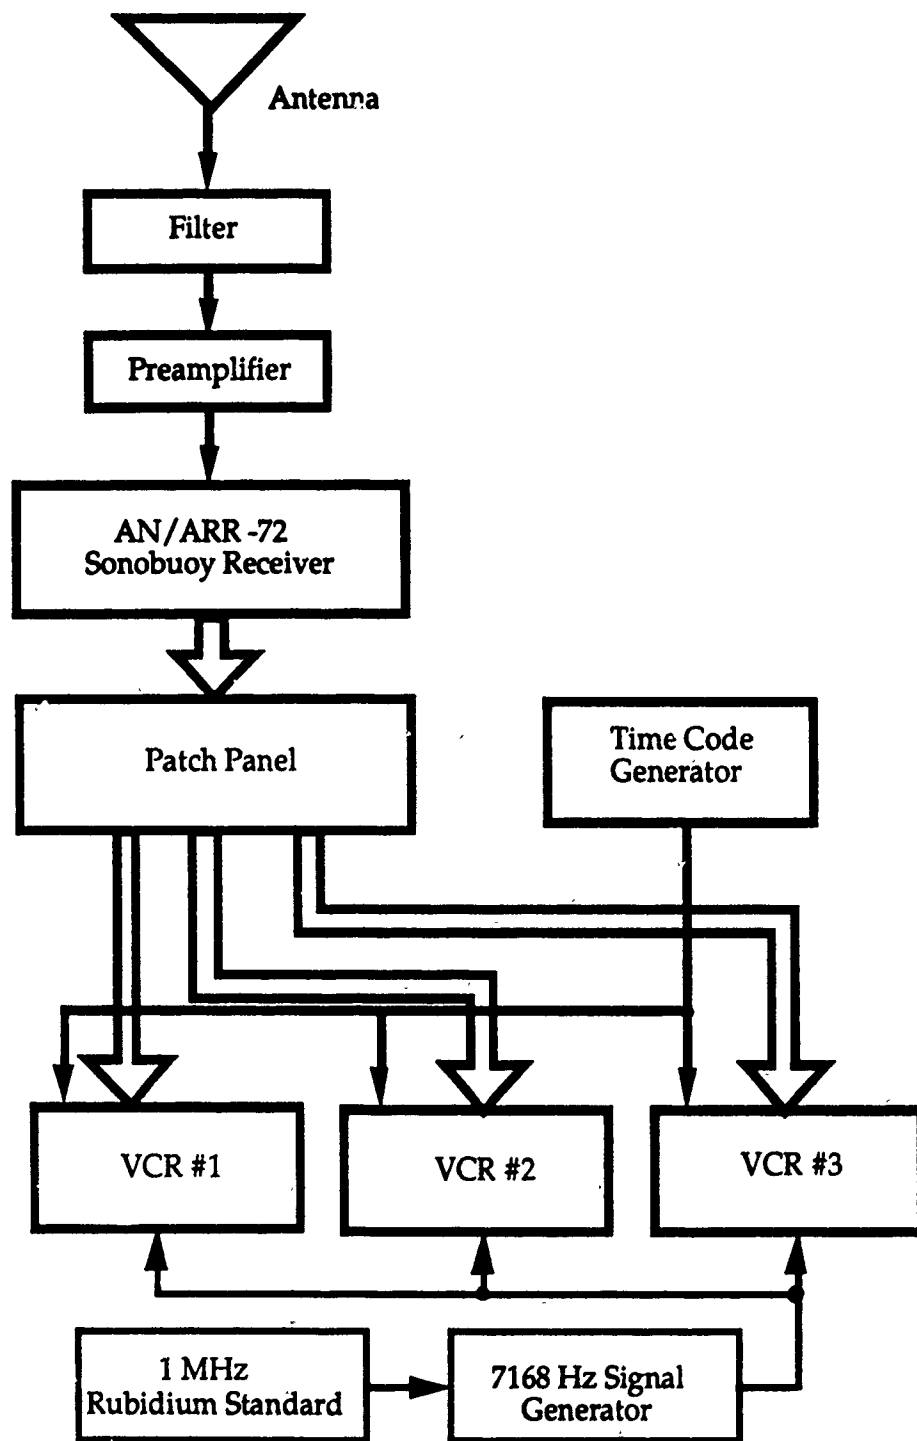 Antenna
Filter
Preamplifier
AN/ARR -72
Sonobuoy Receiver
Patch Panel
Time Code
Generator
VCR #1
VCR #2
VCR #3
1 MHz
Rubidium Standard
7168 Hz Signal
Generator